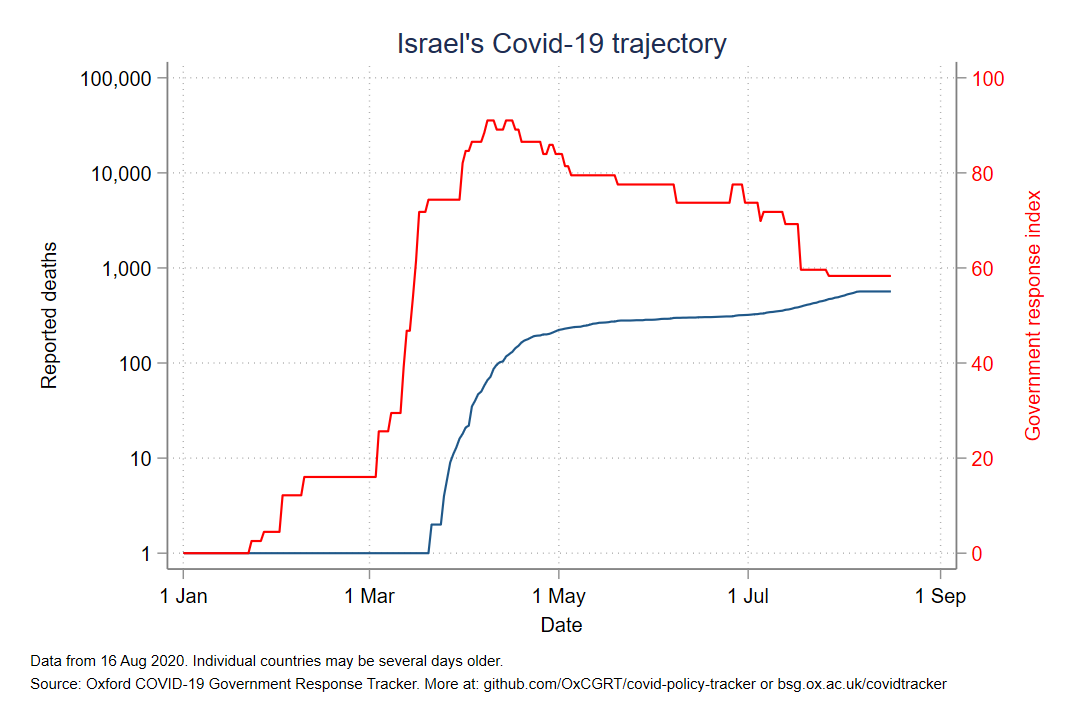 Israel's Covid-19 trajectory
100,000
10,000
1,000
100
10
1
Reported deaths
100
80
60
40
20
0
Government response index
1 Jan
1 Mar
1 May
1 Jul
1 Sep
Date
Data from 16 Aug 2020. Individual countries may be several days older.
Source: Oxford COVID-19 Government Response Tracker. More at: github.com/OxCGRT/covid-policy-tracker or bsg.ox.ac.uk/covidtracker